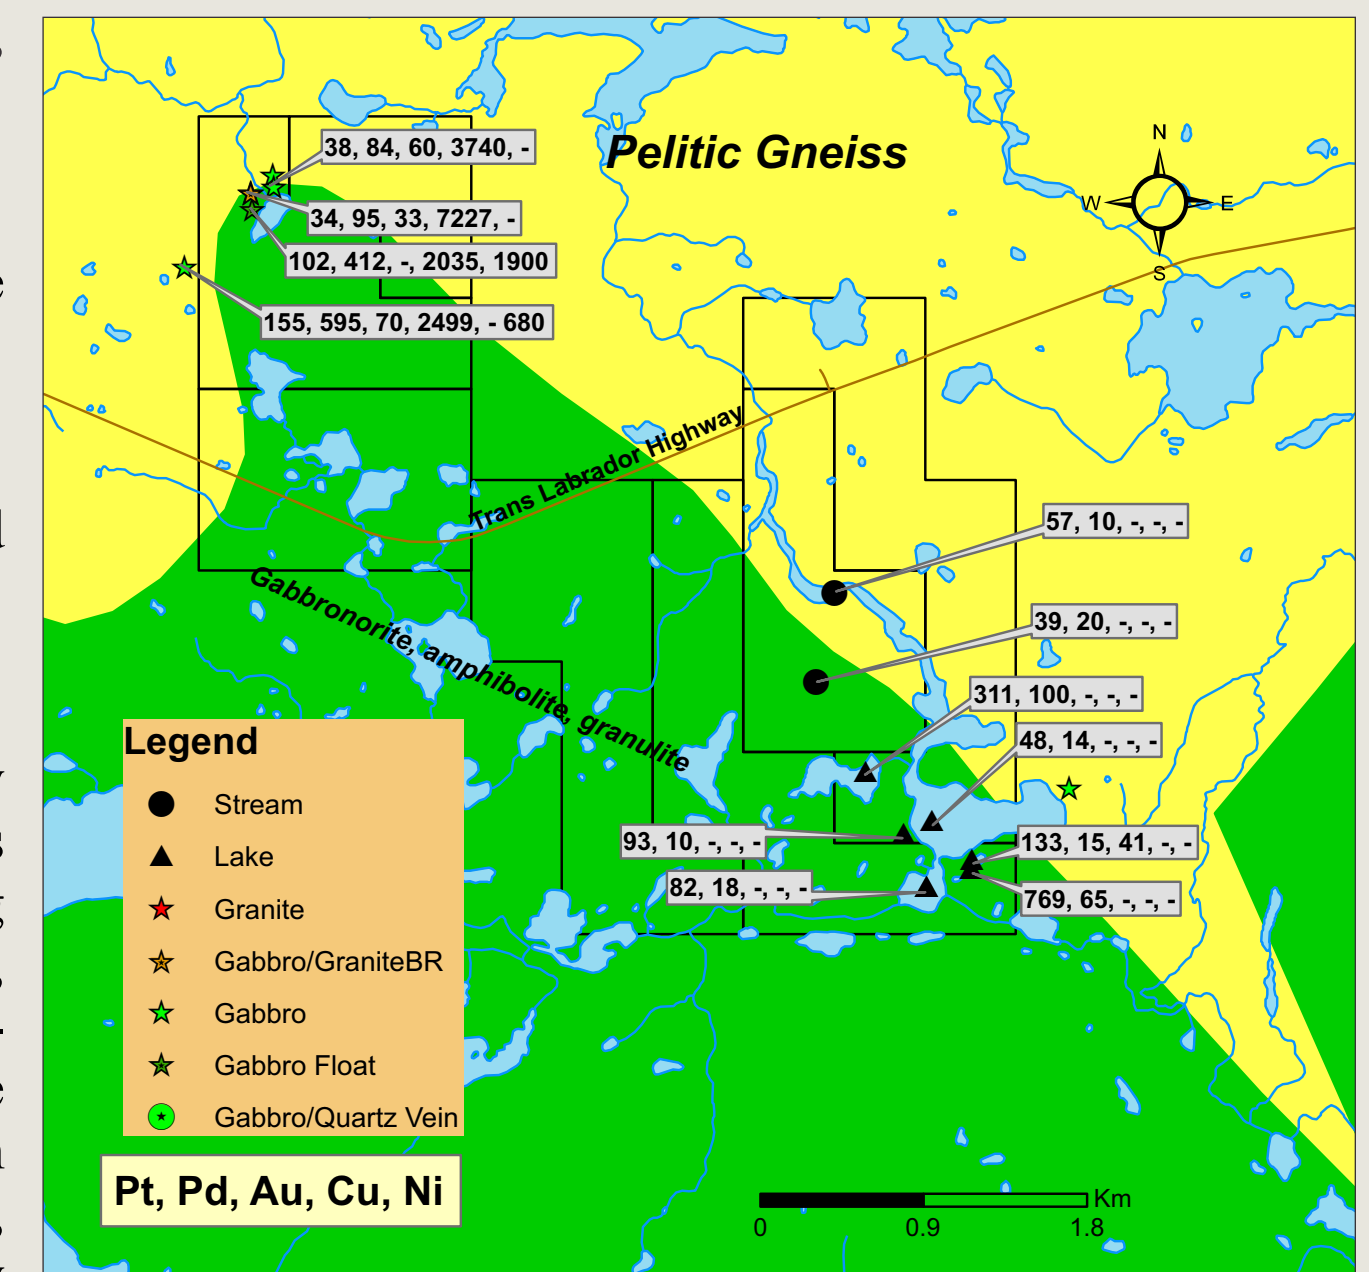 38, 84, 60, 3740, -
Pelitic Gneiss
N
W
E
S
34, 95, 33, 7227, -
102, 412, -, 2035, 1900
155, 595, 70, 2499, - 680
Trans Labrador Highway
57, 10, -, -, -
Gabbronorite, amphibolite, granulite
39, 20, -, -, -
311, 100, -, -, -
48, 14, -, -, -
93, 10, -, -, -
133, 15, 41, -, -
82, 18, -, -, -
769, 65, -, -, -
Legend
Stream
Lake
Granite
Gabbro/GraniteBR
Gabbro
Gabbro Float
Gabbro/Quartz Vein
Pt, Pd, Au, Cu, Ni
Km
0 0.9 1.8